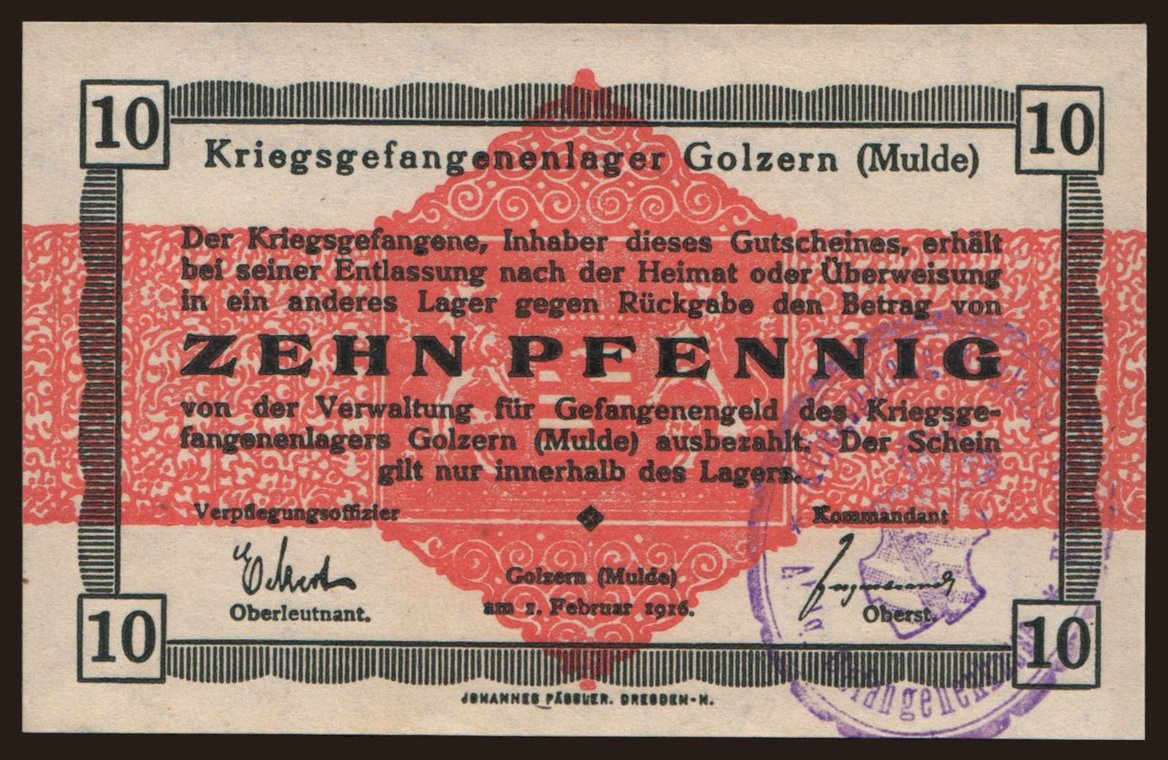 10
10
Kriegsgefangenenlager Golzern (Mulde)
Der Kriegsgefangene, Inhaber dieses Gutscheines, erhält
bei seiner Entlassung nach der Heimat oder Überweisung
in ein anderes Lager gegen Rückgabe den Betrag von
ZEHN PFENNIG
von der Verwaltung für Gefangenengeld des Kriegsge-
fangenenlagers Golzern (Mulde) ausbezahlt. Der Schein
gilt nur innerhalb des Lagers.
Verpflegungsoffizier
Kommandant
Golzern (Mulde)
am 1. Februar 1916.
Oberleutnant.
Oberst.
10
10
JOHANNES PÄSSLER. DRESDEN-N.